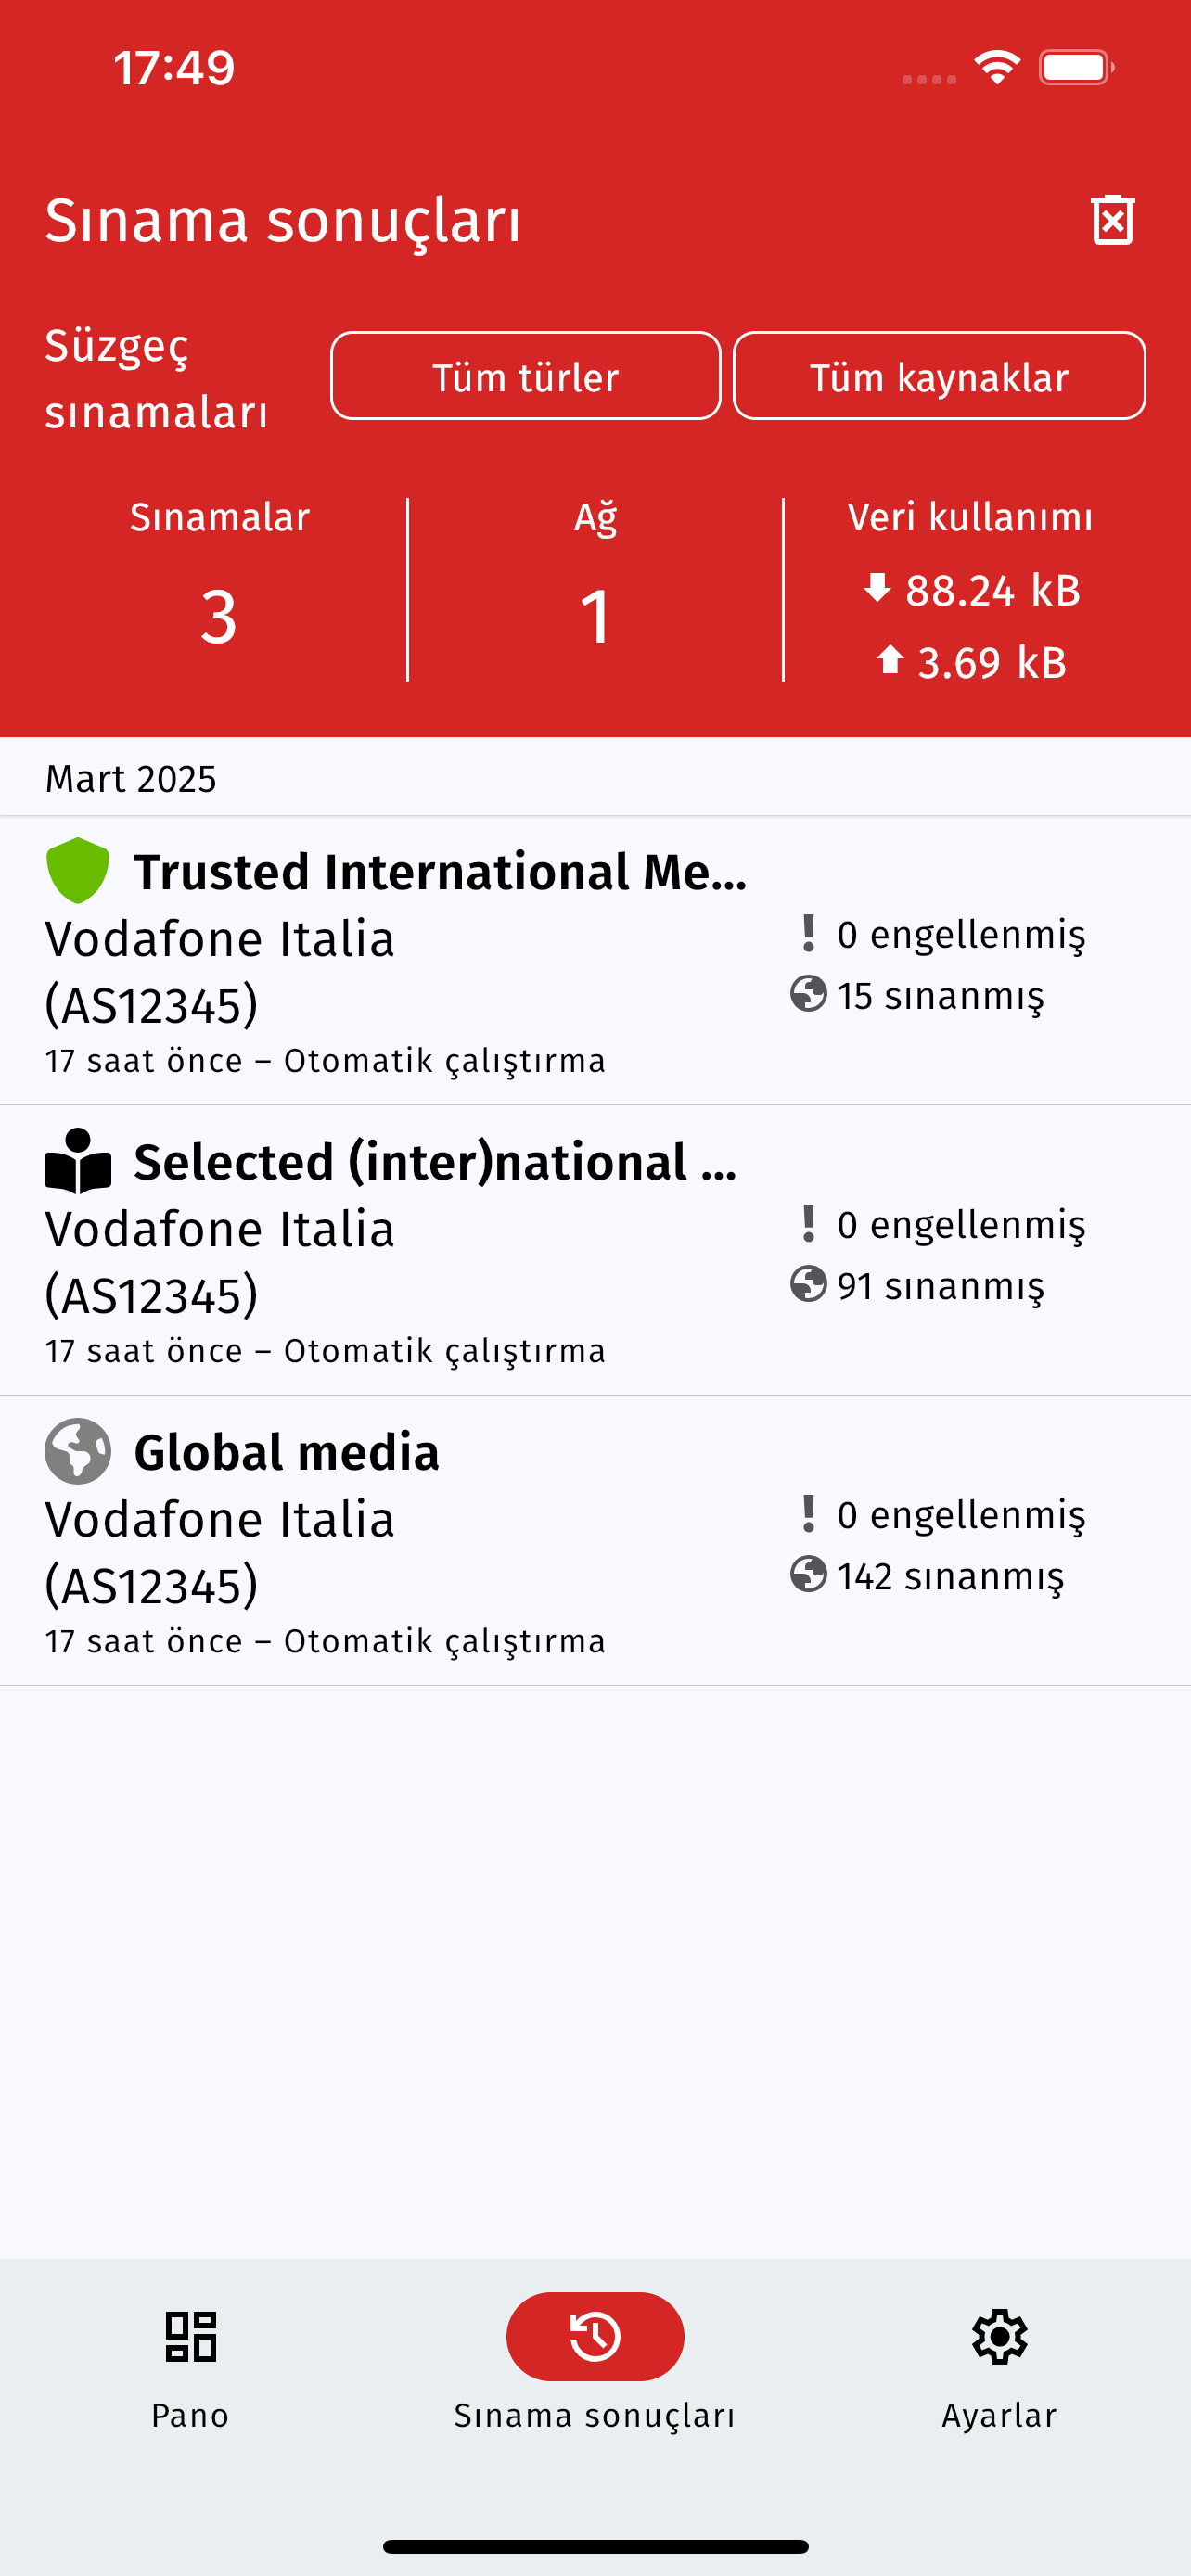 17:49
Sınama sonuçları
Süzgeç
sınamaları
Tüm türler
Tüm kaynaklar
Sınamalar
3
Ağ
1
Veri kullanımı
88.24 kB
3.69 kB
Mart 2025
Trusted International Me...
Vodafone Italia
(AS12345)
0 engellenmiş
15 sınanmış
17 saat önce – Otomatik çalıştırma
Selected (inter)national ...
Vodafone Italia
(AS12345)
0 engellenmiş
91 sınanmış
17 saat önce – Otomatik çalıştırma
Global media
Vodafone Italia
(AS12345)
0 engellenmiş
142 sınanmış
17 saat önce – Otomatik çalıştırma
Pano
Sınama sonuçları
Ayarlar